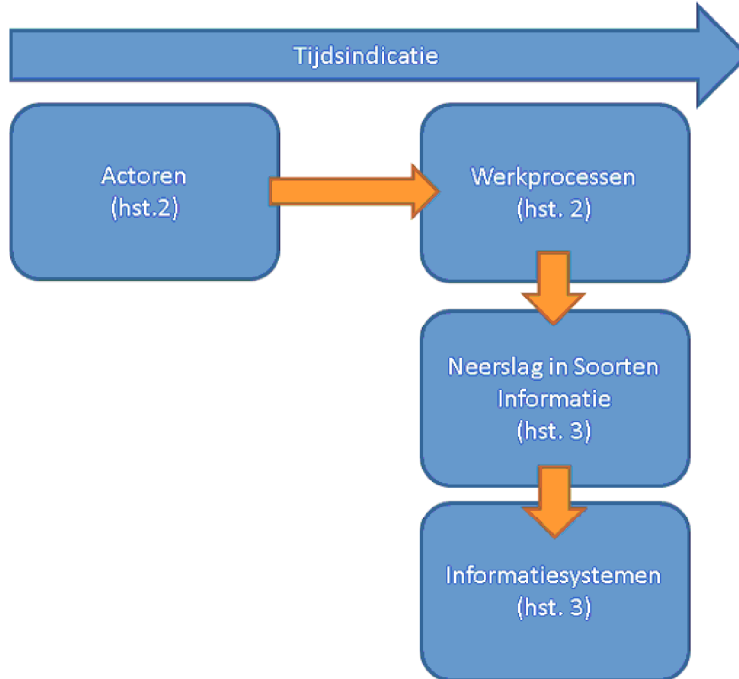 Tijdsindicatie
Actoren
(hst.2)
Werkprocessen
(hst. 2)
Neerslag in Soorten
Informatie
(hst. 3)
Informatiesystemen
(hst. 3)